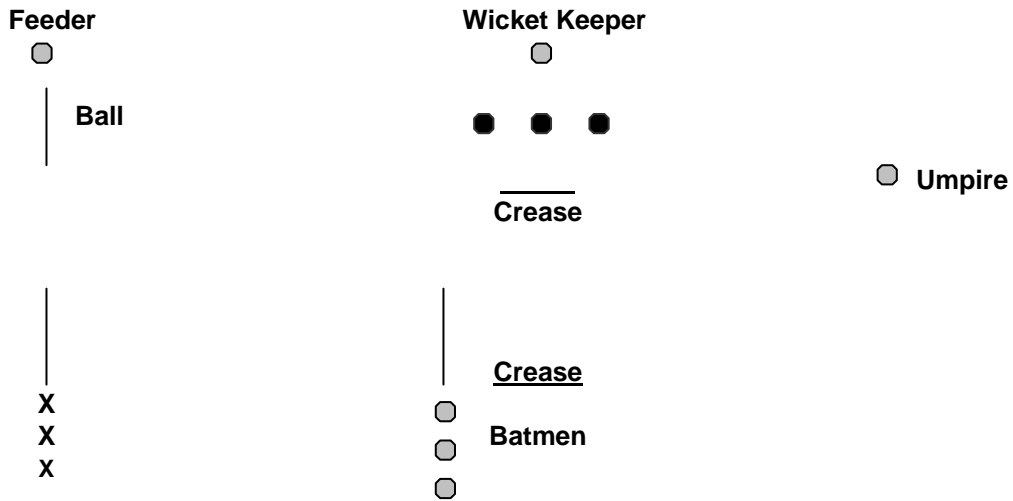 Feeder
Wicket Keeper
Ball
Umpire
Crease
Crease
X
Batmen
X
X